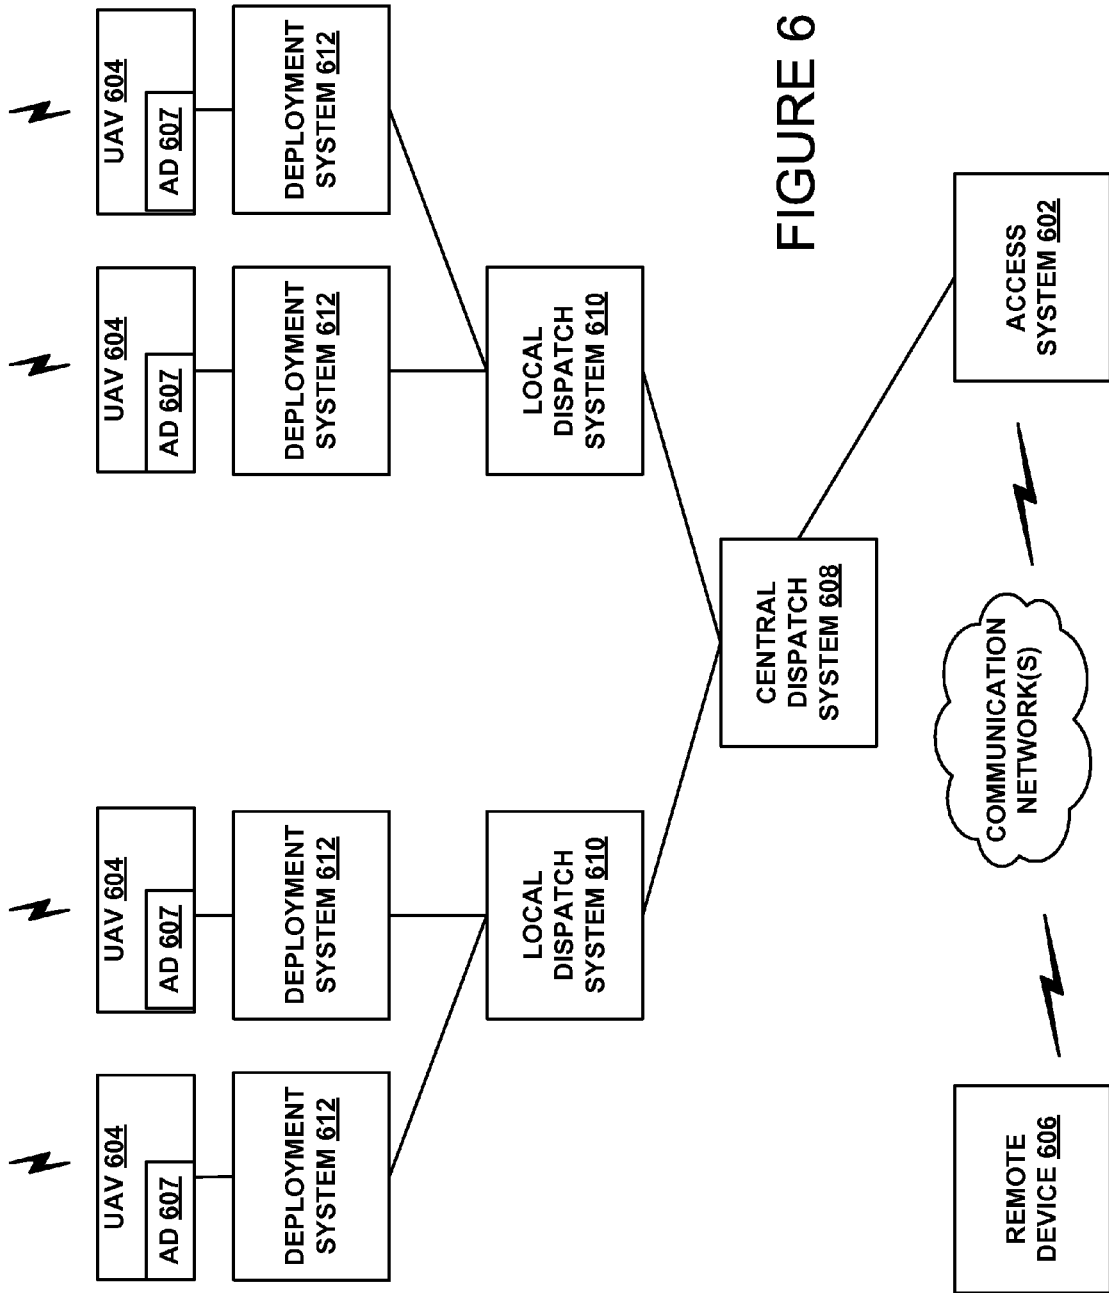 UAV 604
AD 607
DEPLOYMENT
SYSTEM 612
UAV 604
AD 607
DEPLOYMENT
SYSTEM 612
UAV 604
AD 607
DEPLOYMENT
SYSTEM 612
UAV 604
AD 607
DEPLOYMENT
SYSTEM 612
LOCAL
DISPATCH
SYSTEM 610
LOCAL
DISPATCH
SYSTEM 610
CENTRAL
DISPATCH
SYSTEM 608
REMOTE
DEVICE 606
COMMUNICATION
NETWORK(S)
ACCESS
SYSTEM 602
FIGURE 6